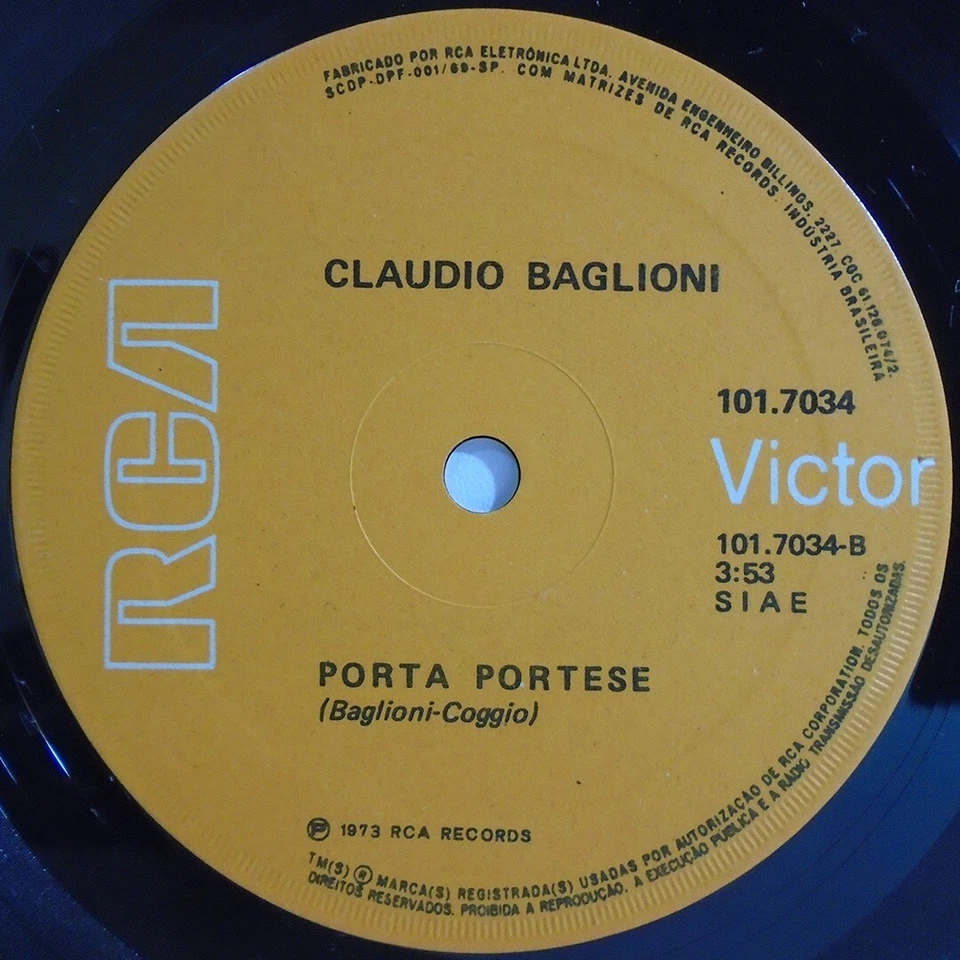 FABRICADO POR RCA ELETRÔNICA LTDA. AVENIDA ENGENHEIRO BILLINGS, 2227. CGC 61.126.074/2.
SCDP-DPF-001/69-SP. COM MATRIZES DE RCA RECORDS. INDÚSTRIA BRASILEIRA
CLAUDIO BAGLIONI
RCA
101.7034
Victor
101.7034-B
3:53
SIAE
PORTA PORTESE
(Baglioni-Coggio)
Ⓟ 1973 RCA RECORDS
TM(S) ® MARCA(S) REGISTRADA(S) USADAS POR AUTORIZAÇÃO DE RCA CORPORATION. TODOS OS
DIREITOS RESERVADOS. PROIBIDA A REPRODUÇÃO, A EXECUÇÃO PÚBLICA E A RÁDIO TRANSMISSÃO DESAUTORIZADAS.